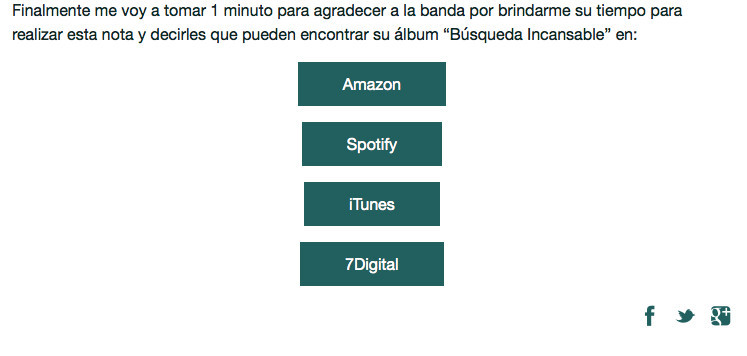 Finalmente me voy a tomar 1 minuto para agradecer a la banda por brindarme su tiempo para
realizar esta nota y decirles que pueden encontrar su álbum “Búsqueda Incansable” en:
Amazon
Spotify
iTunes
7Digital